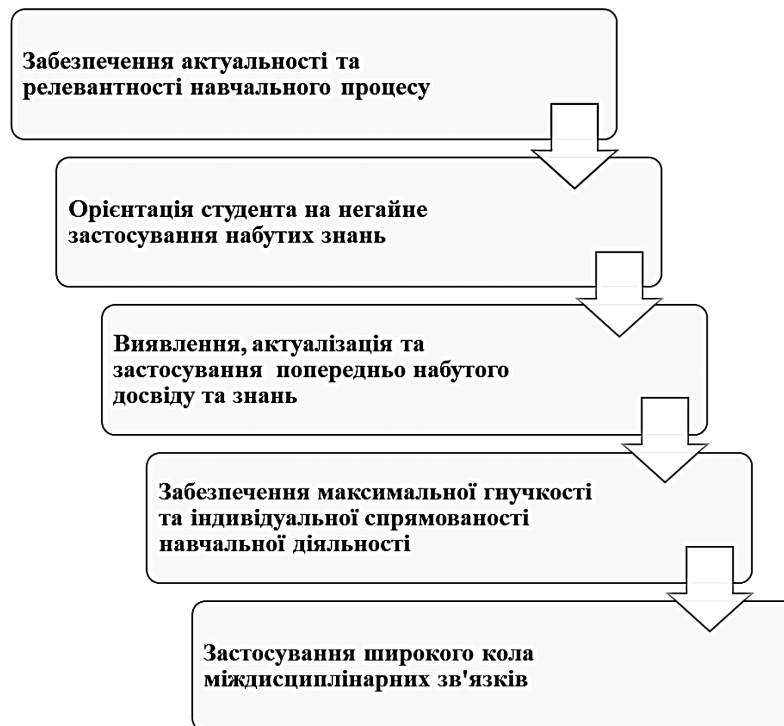 Забезпечення актуальності та
релевантності навчального процесу
Орієнтація студента на негайне
застосування набутих знань
Виявлення, актуалізація та
застосування попередньо набутого
досвіду та знань
Забезпечення максимальної гнучкості
та індивідуальної спрямованості
навчальної діяльності
Застосування широкого кола
міждисциплінарних зв'язків